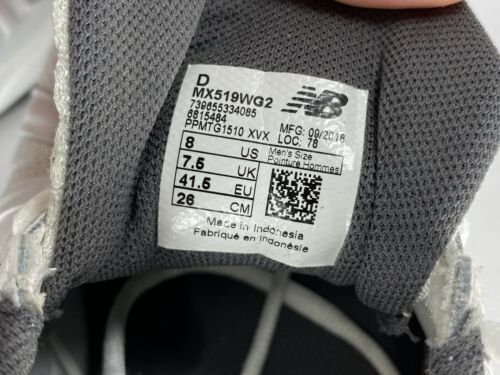 D
MX519WG2
739655334085
6815484
PPMTG1510 XVX
MFG: 09/2018
LOC: 78
8 US
7.5 UK
41.5 EU
26 CM
Men's Size
Pointure Hommes
NB
Made in Indonesia
Fabriqué en Indonésie